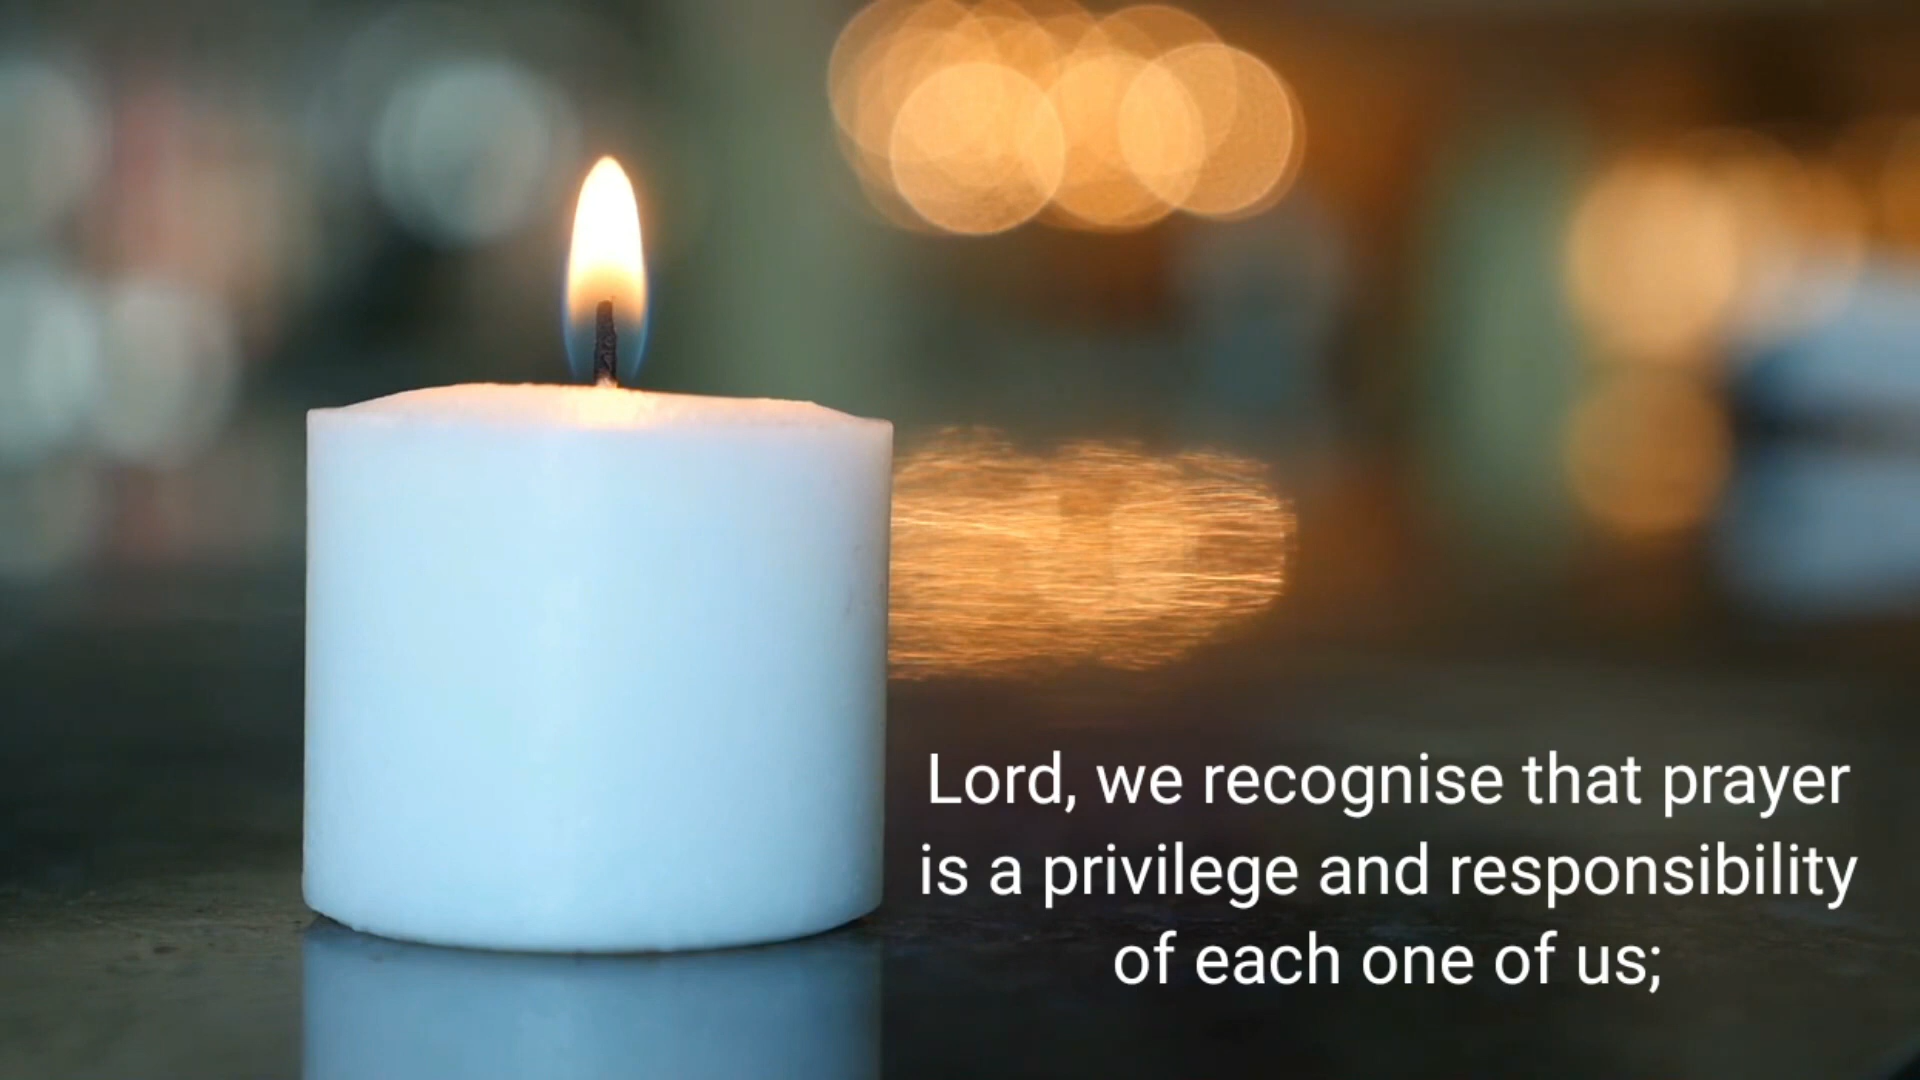 Lord, we recognise that prayer
is a privilege and responsibility
of each one of us;